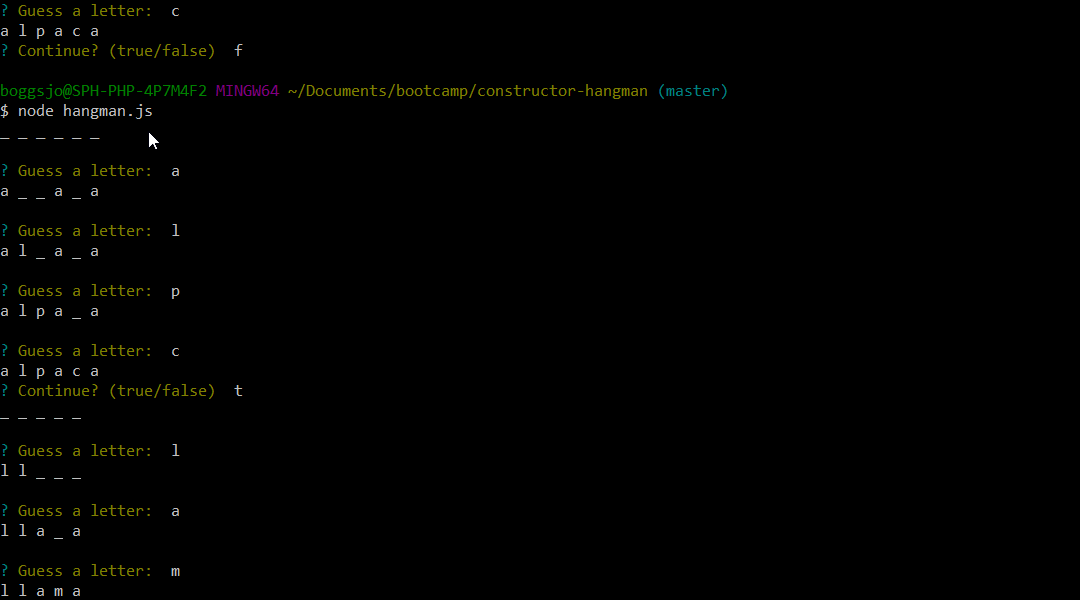 ? Guess a letter:  c
a l p a c a
? Continue? (true/false)  f
boggsjo@SPH-PHP-4P7M4F2 MINGW64 ~/Documents/bootcamp/constructor-hangman (master)
$ node hangman.js
_ _ _ _ _ _
? Guess a letter:  a
a _ _ a _ a
? Guess a letter:  l
a l _ a _ a
? Guess a letter:  p
a l p a _ a
? Guess a letter:  c
a l p a c a
? Continue? (true/false)  t
_ _ _ _ _
? Guess a letter:  l
l l _ _ _
? Guess a letter:  a
l l a _ a
? Guess a letter:  m
l l a m a